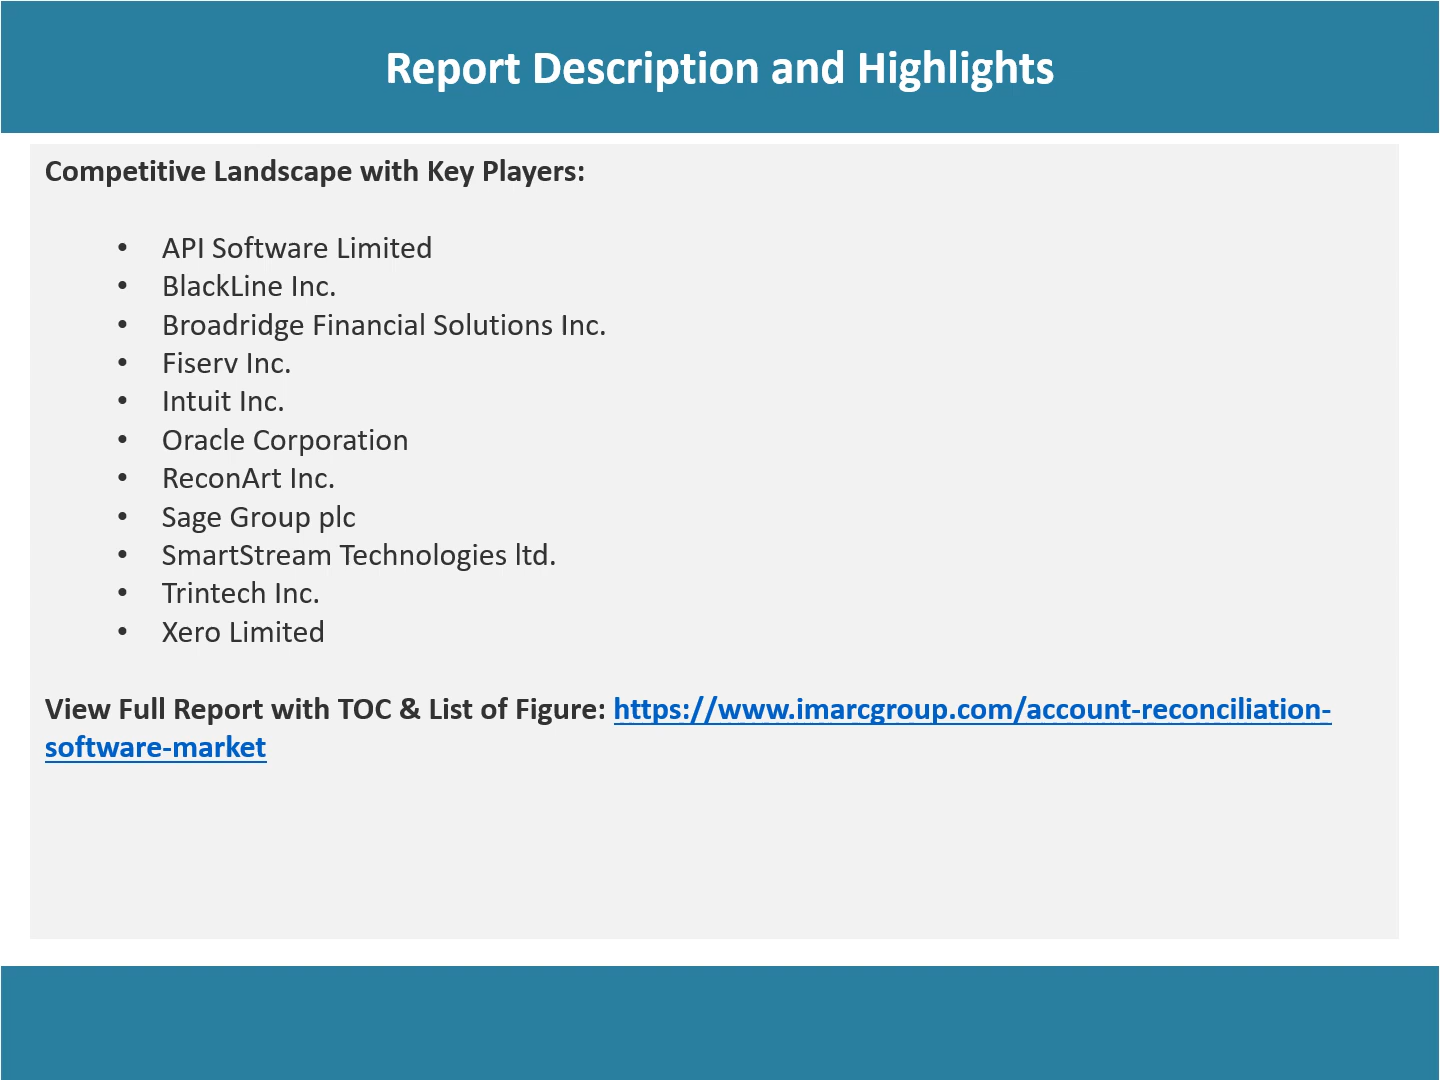 Report Description and Highlights
Competitive Landscape with Key Players:
• API Software Limited
• BlackLine Inc.
• Broadridge Financial Solutions Inc.
• Fiserv Inc.
• Intuit Inc.
• Oracle Corporation
• ReconArt Inc.
• Sage Group plc
• SmartStream Technologies ltd.
• Trintech Inc.
• Xero Limited
View Full Report with TOC & List of Figure: https://www.imarcgroup.com/account-reconciliation-
software-market